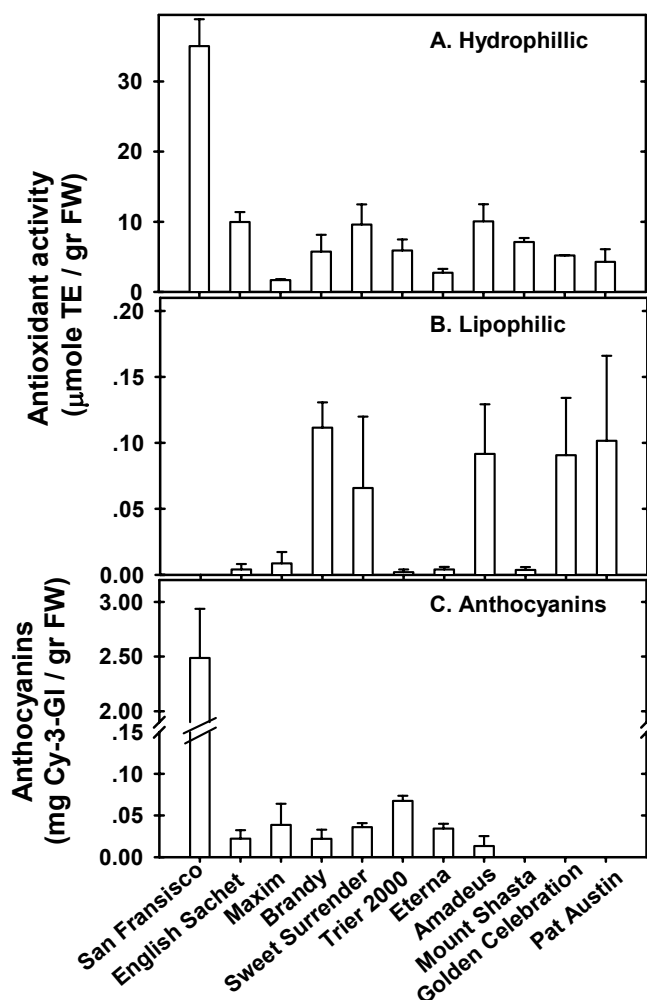 A. Hydrophillic
30
20
10
0
B. Lipophilic
.20
.15
.10
.05
0.00
C. Anthocyanins
3.00
2.50
2.00
.15
.10
.05
0.00
Antioxidant activity
(μmole TE / gr FW)
Anthocyanins
(mg Cy-3-Gl / gr FW)
San Fransisco
English Sachet
Maxim
Brandy
Sweet Surrender
Trier 2000
Eterna
Amadeus
Mount Shasta
Golden Celebration
Pat Austin